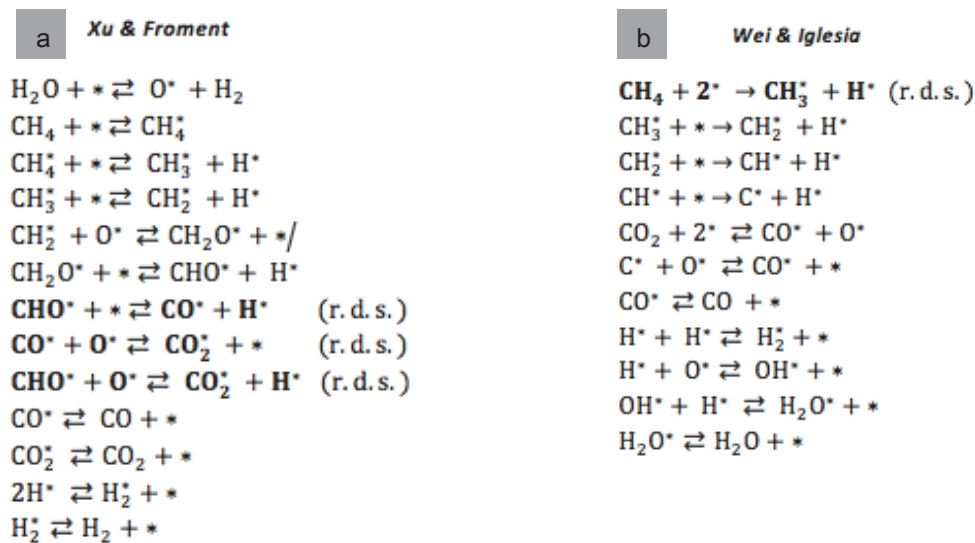 a Xu & Froment
H₂O + * ⇄ O* + H₂
CH₄ + * ⇄ CH₄*
CH₄* + * ⇄ CH₃* + H*
CH₃* + * ⇄ CH₂* + H*
CH₂* + O* ⇄ CH₂O* + */
CH₂O* + * ⇄ CHO* + H*
CHO* + * ⇄ CO* + H* (r. d. s.)
CO* + O* ⇄ CO₂* + * (r. d. s.)
CHO* + O* ⇄ CO₂* + H* (r. d. s.)
CO* ⇄ CO + *
CO₂* ⇄ CO₂ + *
2H* ⇄ H₂* + *
H₂* ⇄ H₂ + *
b Wei & Iglesia
CH₄ + 2* → CH₃* + H* (r. d. s.)
CH₃* + * → CH₂* + H*
CH₂* + * → CH* + H*
CH* + * → C* + H*
CO₂ + 2* ⇄ CO* + O*
C* + O* ⇄ CO* + *
CO* ⇄ CO + *
H* + H* ⇄ H₂* + *
H* + O* ⇄ OH* + *
OH* + H* ⇄ H₂O* + *
H₂O* ⇄ H₂O + *